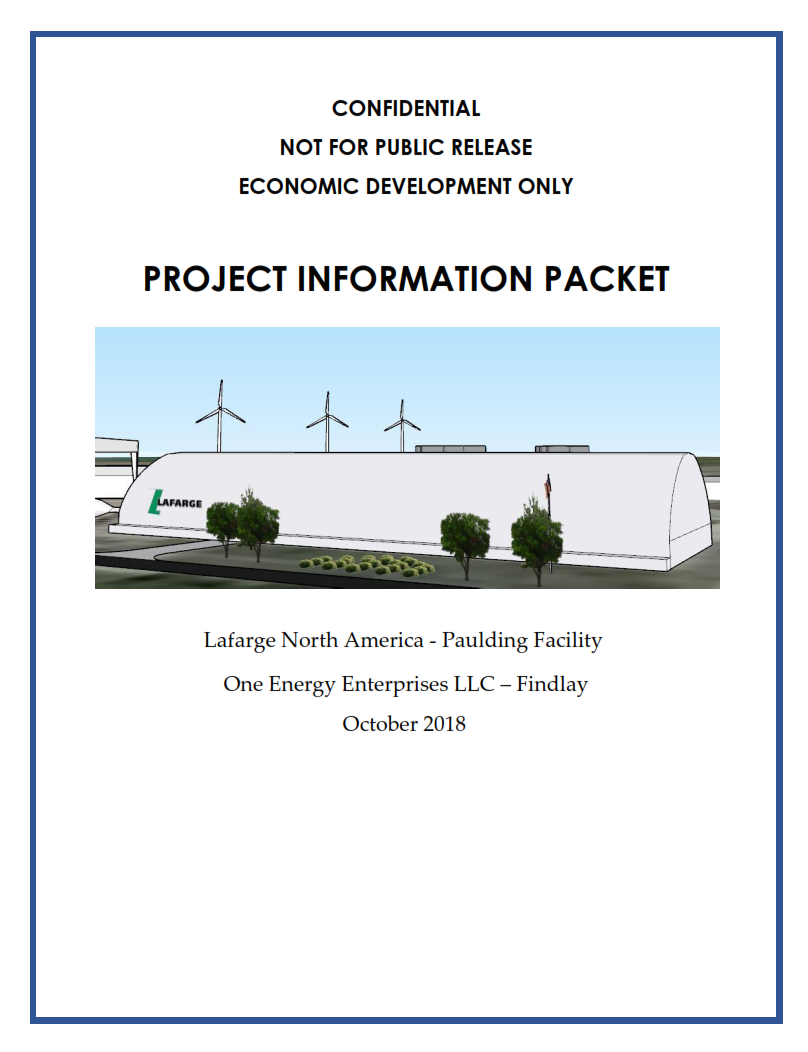 CONFIDENTIAL
NOT FOR PUBLIC RELEASE
ECONOMIC DEVELOPMENT ONLY
PROJECT INFORMATION PACKET
LAFARGE
Lafarge North America - Paulding Facility
One Energy Enterprises LLC – Findlay
October 2018